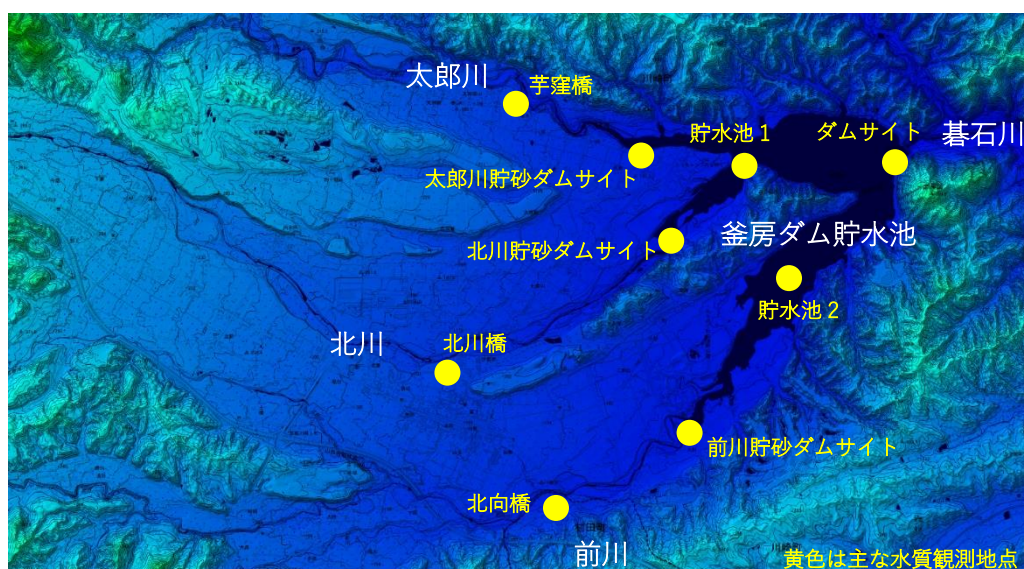 太郎川
芋窪橋
貯水池1
ダムサイト
碁石川
太郎川貯砂ダムサイト
北川貯砂ダムサイト
釜房ダム貯水池
貯水池2
北川
北川橋
前川貯砂ダムサイト
北向橋
前川
黄色は主な水質観測地点